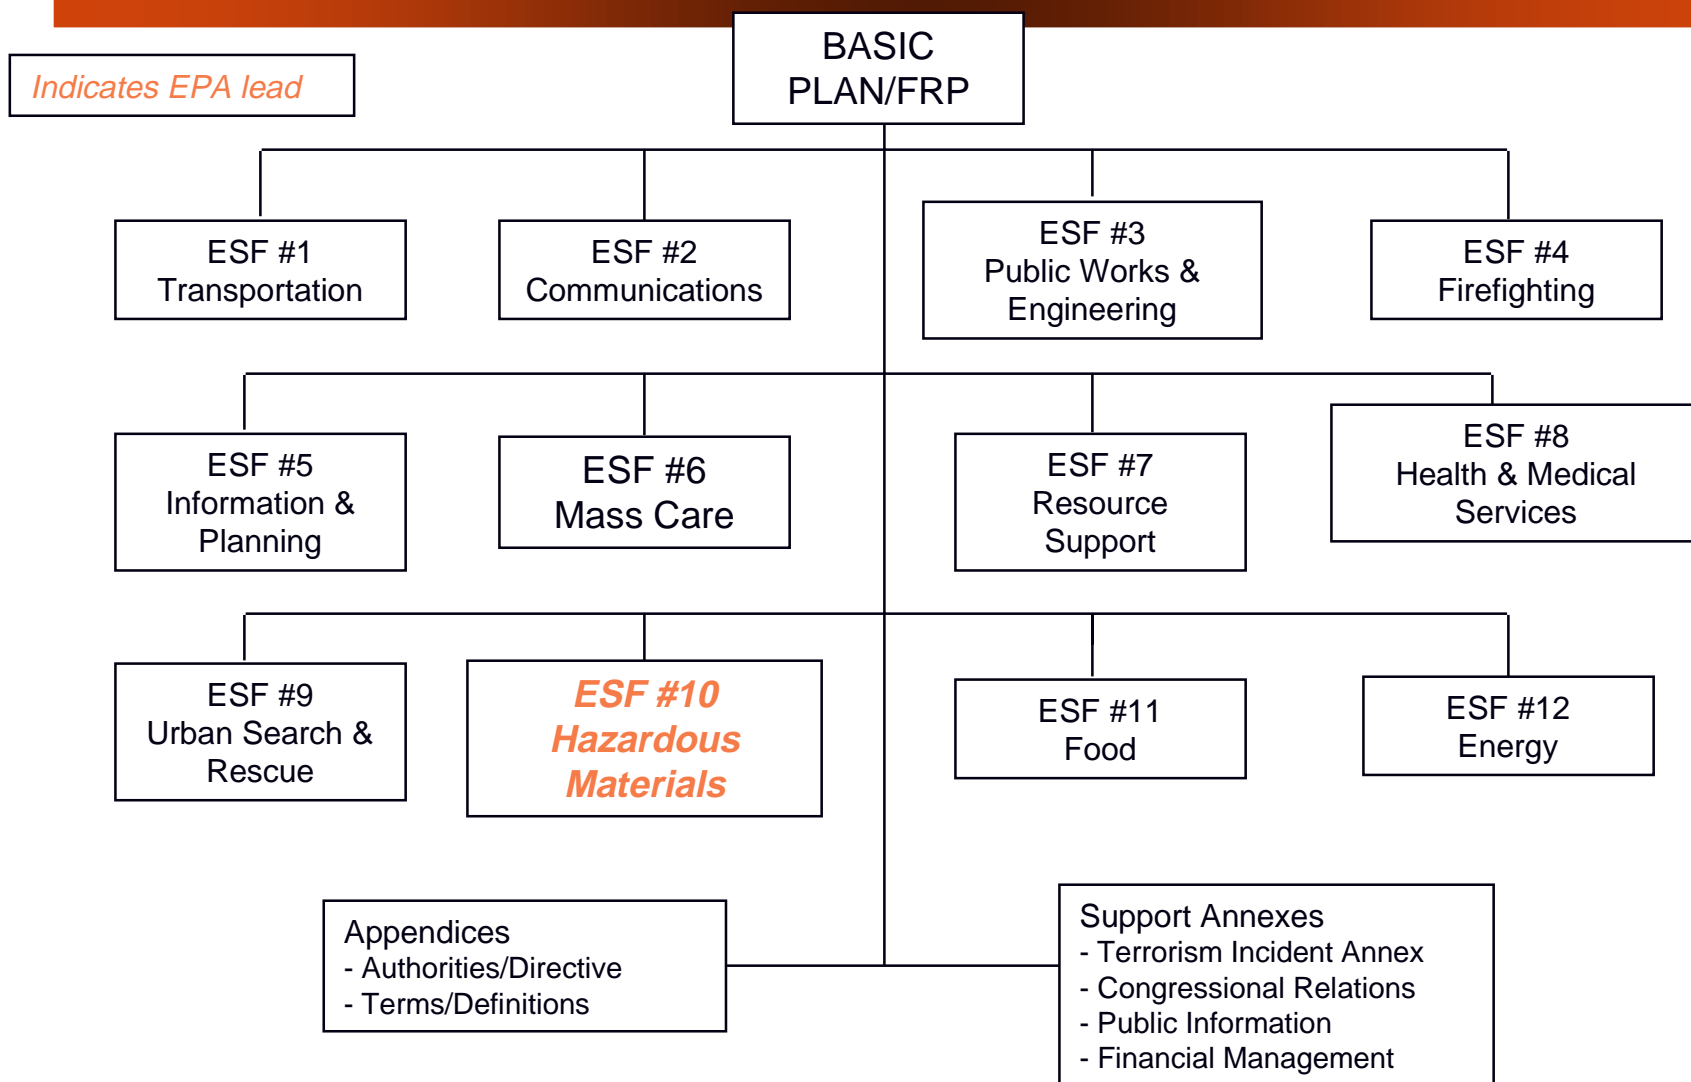 BASIC
PLAN/FRP
Indicates EPA lead
ESF #1
Transportation
ESF #2
Communications
ESF #3
Public Works &
Engineering
ESF #4
Firefighting
ESF #5
Information &
Planning
ESF #6
Mass Care
ESF #7
Resource
Support
ESF #8
Health & Medical
Services
ESF #9
Urban Search &
Rescue
ESF #10
Hazardous
Materials
ESF #11
Food
ESF #12
Energy
Appendices
- Authorities/Directive
- Terms/Definitions
Support Annexes
- Terrorism Incident Annex
- Congressional Relations
- Public Information
- Financial Management